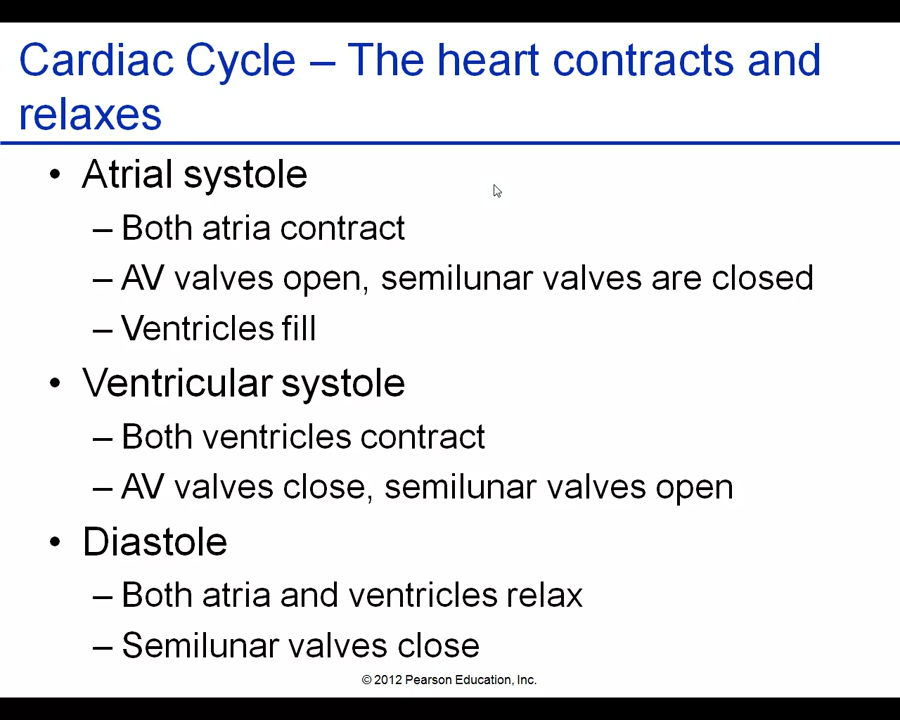 Cardiac Cycle – The heart contracts and
relaxes
• Atrial systole
– Both atria contract
– AV valves open, semilunar valves are closed
– Ventricles fill
• Ventricular systole
– Both ventricles contract
– AV valves close, semilunar valves open
• Diastole
– Both atria and ventricles relax
– Semilunar valves close
© 2012 Pearson Education, Inc.